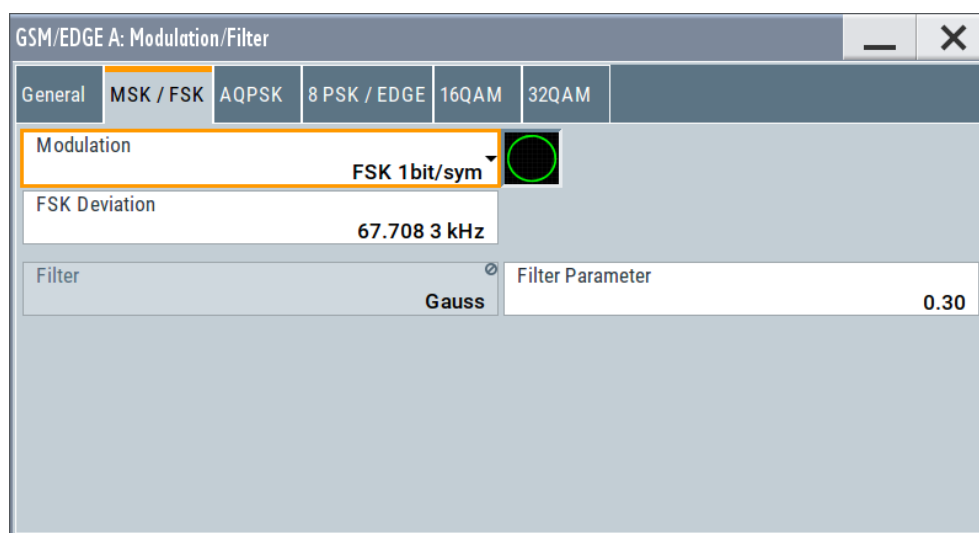 GSM/EDGE A: Modulation/Filter
General MSK / FSK AQPSK 8 PSK / EDGE 16QAM 32QAM
Modulation
FSK 1bit/sym
FSK Deviation
67.708 3 kHz
Filter
Gauss
Filter Parameter
0.30